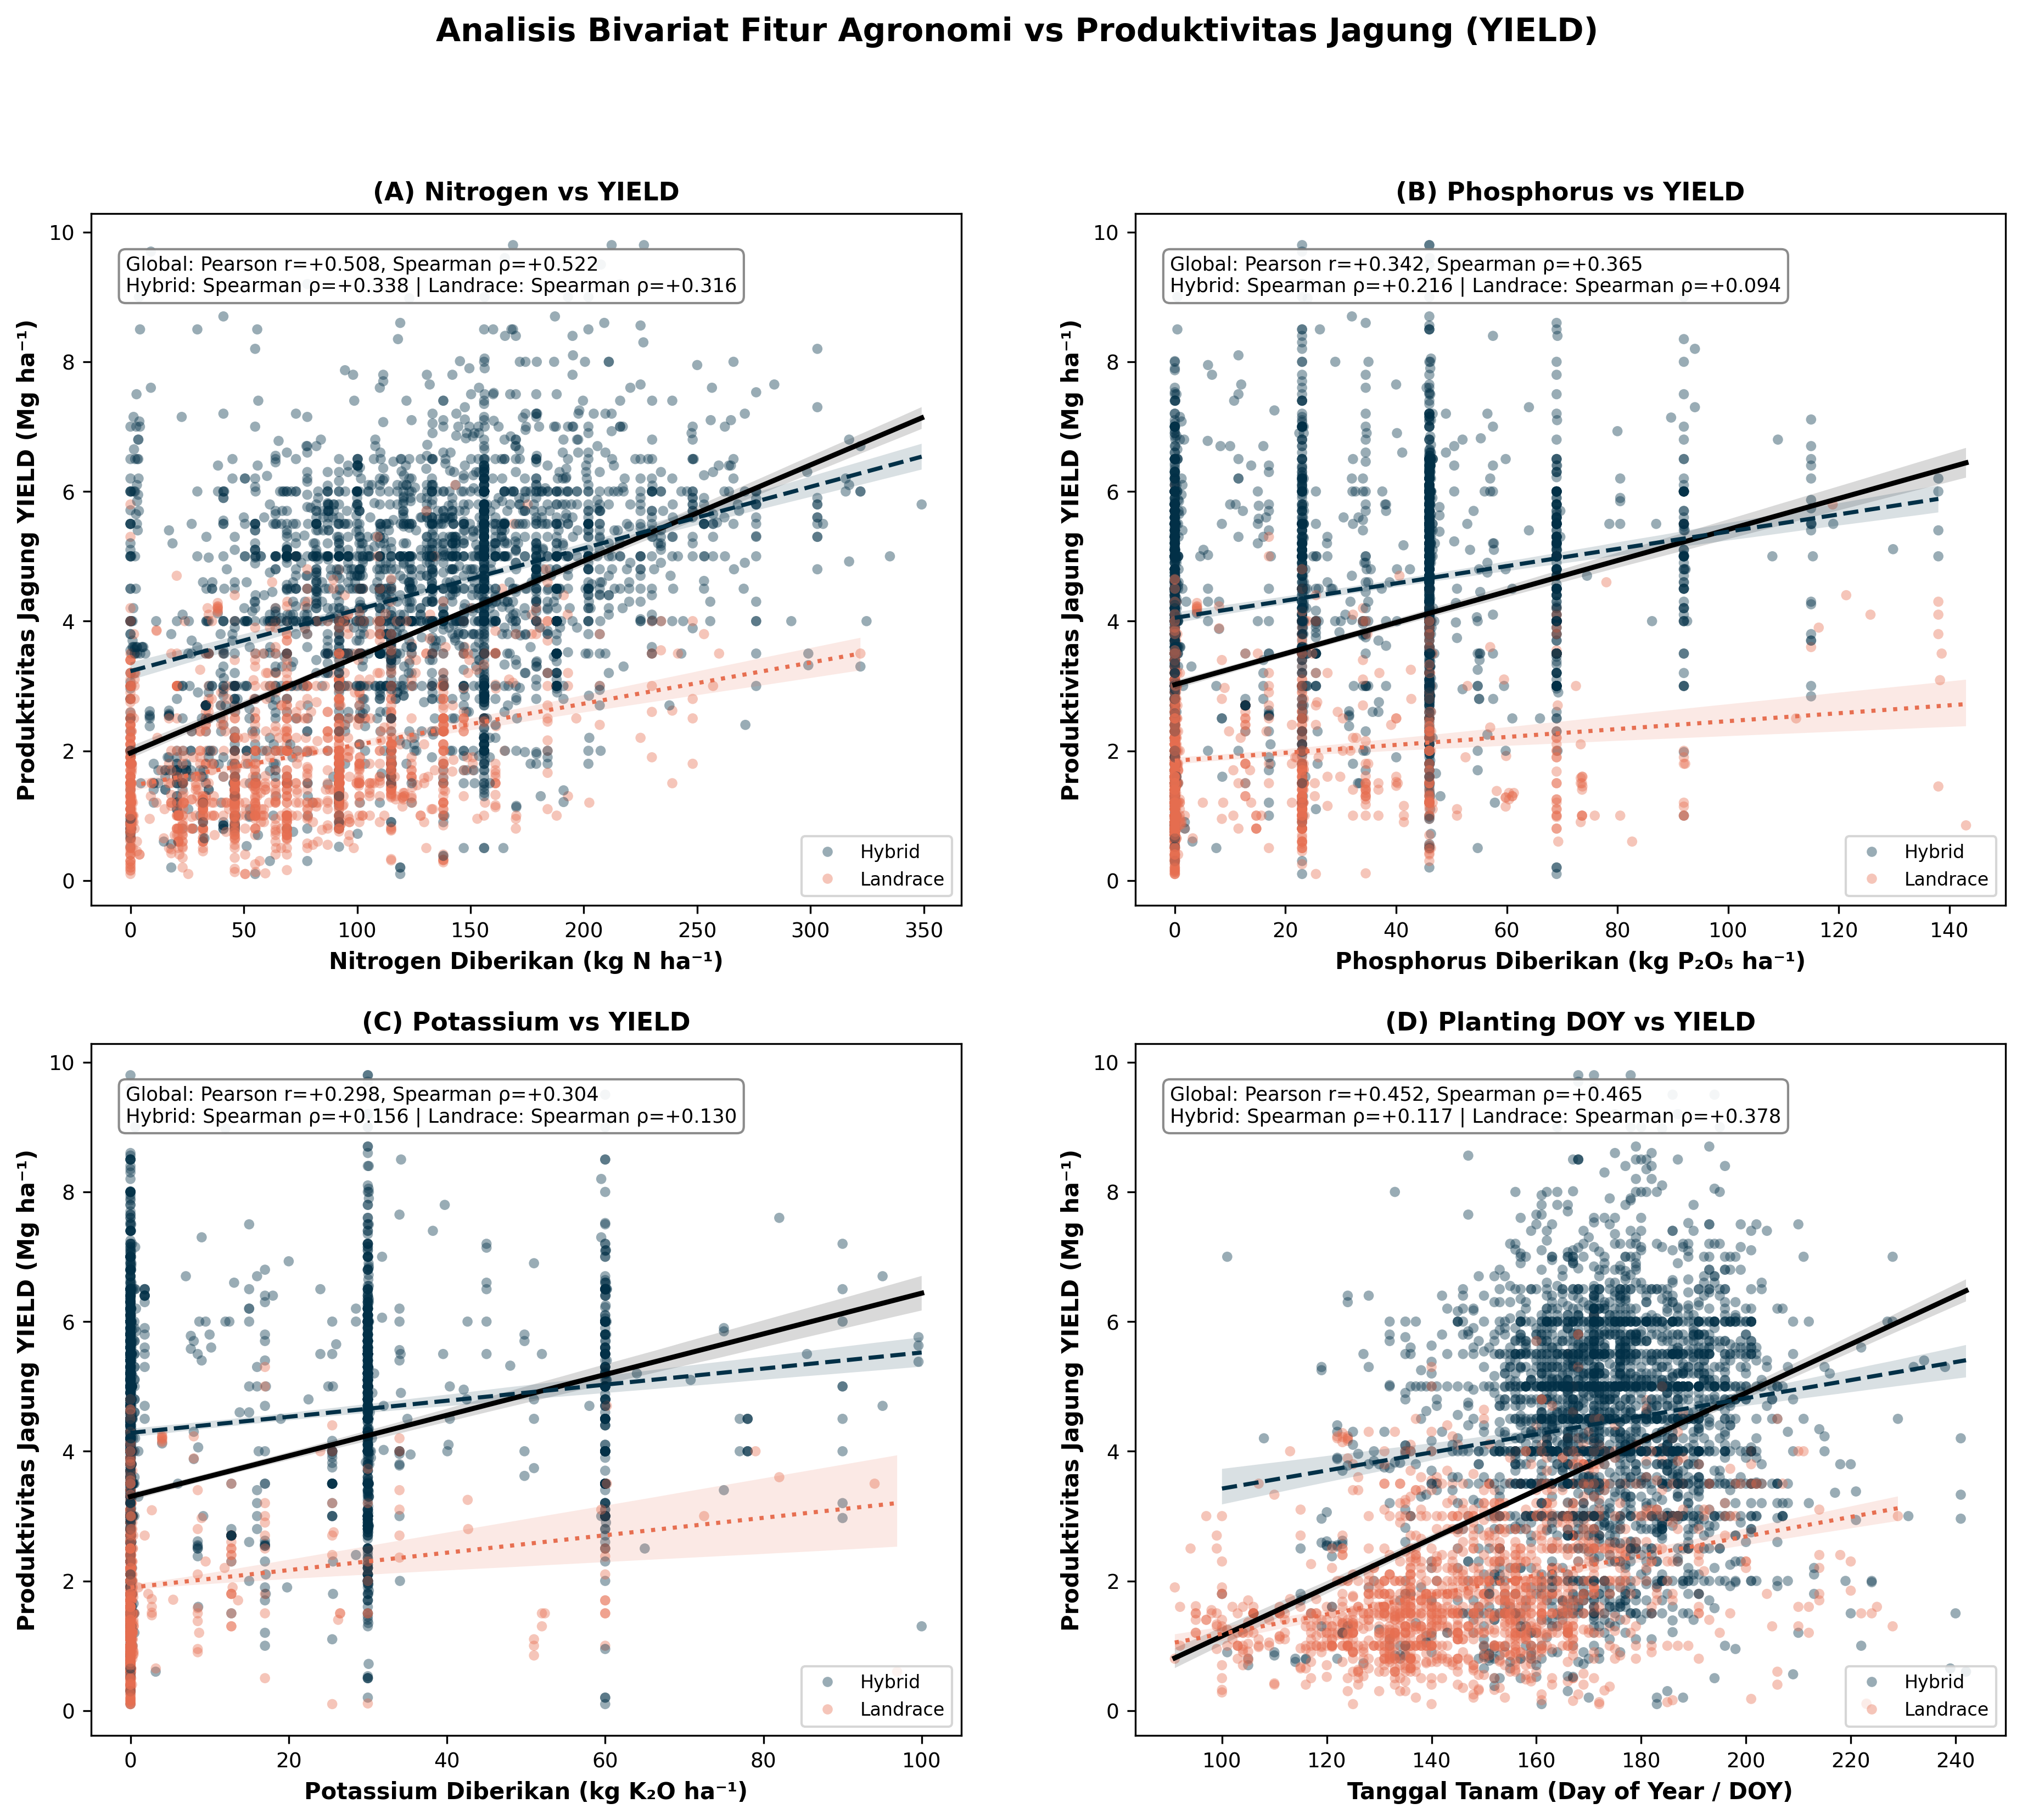 Analisis Bivariat Fitur Agronomi vs Produktivitas Jagung (YIELD)
(A) Nitrogen vs YIELD
Produktivitas Jagung YIELD (Mg ha⁻¹)
10
8
6
4
2
0
Global: Pearson r=+0.508, Spearman ρ=+0.522
Hybrid: Spearman ρ=+0.338 | Landrace: Spearman ρ=+0.316
Hybrid
Landrace
0 50 100 150 200 250 300 350
Nitrogen Diberikan (kg N ha⁻¹)
(B) Phosphorus vs YIELD
Produktivitas Jagung YIELD (Mg ha⁻¹)
10
8
6
4
2
0
Global: Pearson r=+0.342, Spearman ρ=+0.365
Hybrid: Spearman ρ=+0.216 | Landrace: Spearman ρ=+0.094
Hybrid
Landrace
0 20 40 60 80 100 120 140
Phosphorus Diberikan (kg P₂O₅ ha⁻¹)
(C) Potassium vs YIELD
Produktivitas Jagung YIELD (Mg ha⁻¹)
10
8
6
4
2
0
Global: Pearson r=+0.298, Spearman ρ=+0.304
Hybrid: Spearman ρ=+0.156 | Landrace: Spearman ρ=+0.130
Hybrid
Landrace
0 20 40 60 80 100
Potassium Diberikan (kg K₂O ha⁻¹)
(D) Planting DOY vs YIELD
Produktivitas Jagung YIELD (Mg ha⁻¹)
10
8
6
4
2
0
Global: Pearson r=+0.452, Spearman ρ=+0.465
Hybrid: Spearman ρ=+0.117 | Landrace: Spearman ρ=+0.378
Hybrid
Landrace
100 120 140 160 180 200 220 240
Tanggal Tanam (Day of Year / DOY)